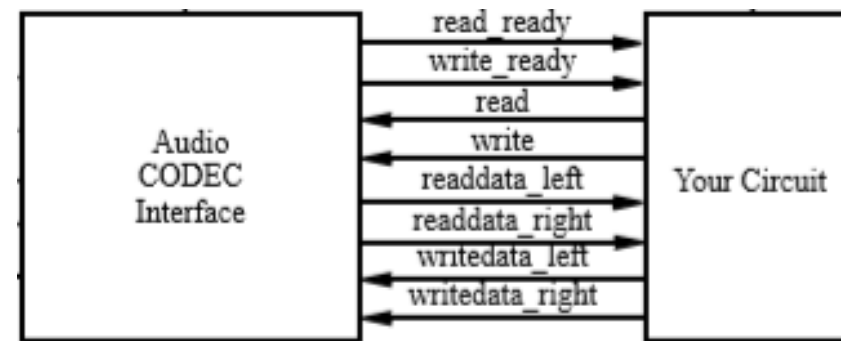 Audio
CODEC
Interface
read_ready
write_ready
read
write
readdata_left
readdata_right
writedata_left
writedata_right
Your Circuit